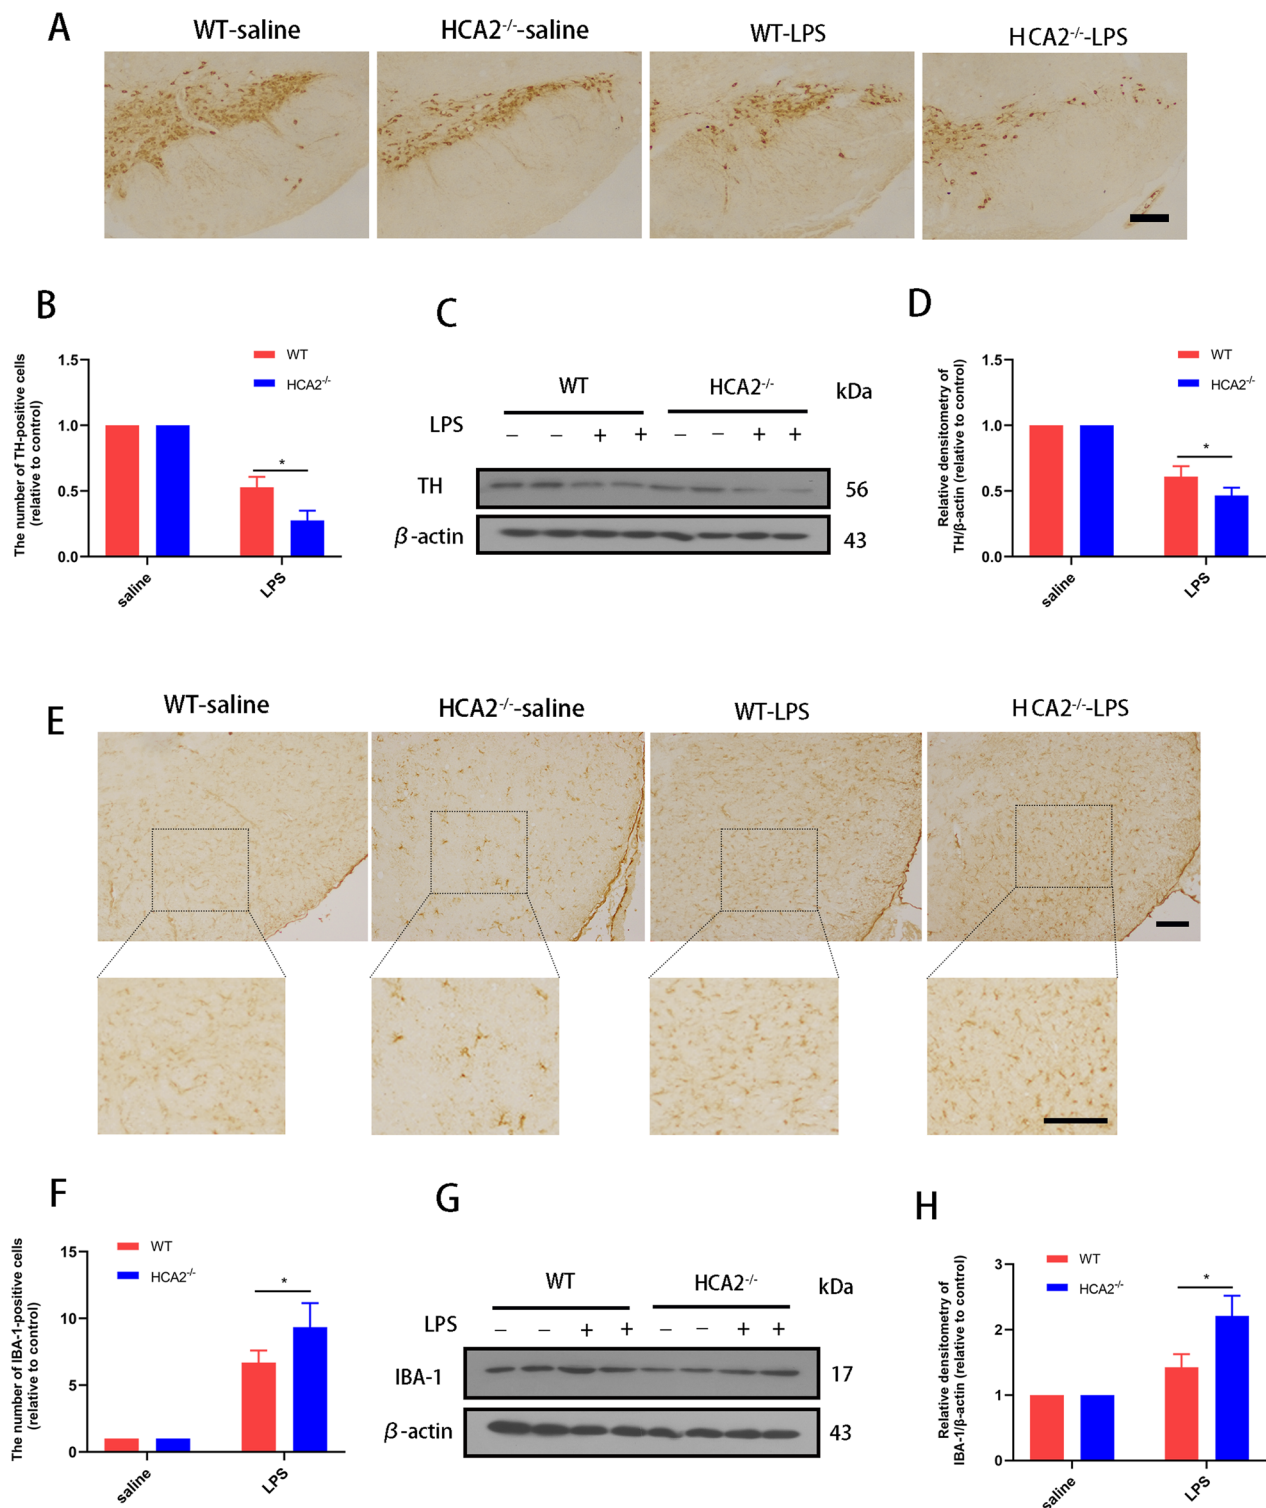 A
WT-saline
HCA2-/--saline
WT-LPS
HCA2-/--LPS
B
The number of TH-positive cells
(relative to control)
1.5
1.0
0.5
0.0
WT
HCA2-/-
*
saline
LPS
C
WT
HCA2-/-
kDa
LPS
− − + + − − + +
TH
56
β-actin
43
D
Relative densitometry of
TH/β-actin (relative to control)
1.5
1.0
0.5
0.0
WT
HCA2-/-
*
saline
LPS
E
WT-saline
HCA2-/--saline
WT-LPS
HCA2-/--LPS
F
The number of IBA-1-positive cells
(relative to control)
15
10
5
0
WT
HCA2-/-
*
saline
LPS
G
WT
HCA2-/-
kDa
LPS
− − + + − − + +
IBA-1
17
β-actin
43
H
Relative densitometry of
IBA-1/β-actin (relative to control)
3
2
1
0
WT
HCA2-/-
*
saline
LPS